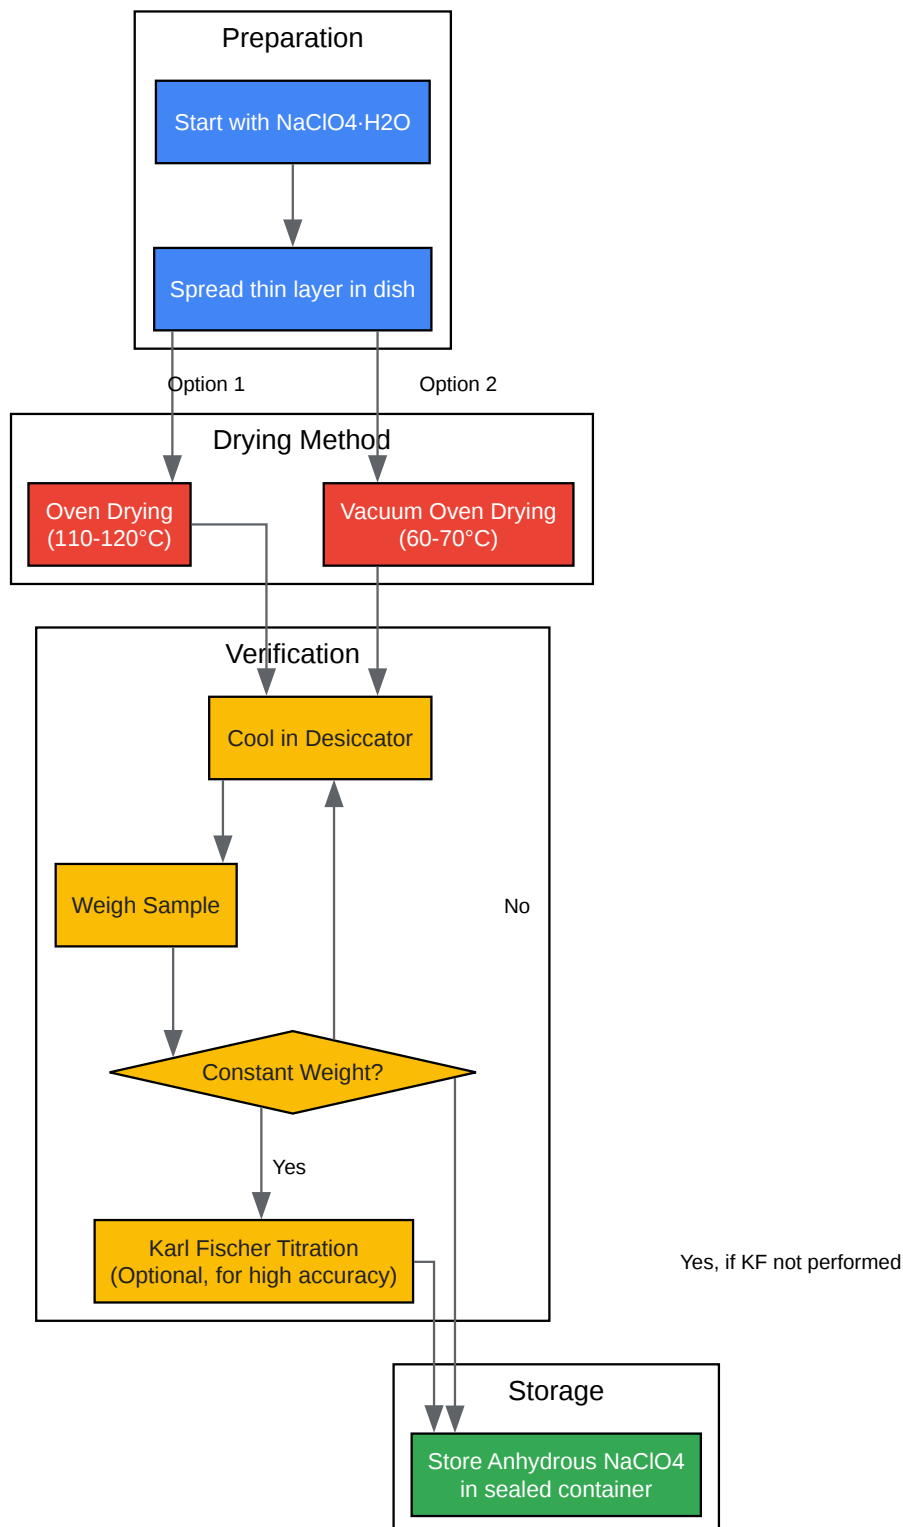 Preparation
Start with NaClO4·H2O
Spread thin layer in dish
Option 1
Option 2
Drying Method
Oven Drying
(110-120°C)
Vacuum Oven Drying
(60-70°C)
Verification
Cool in Desiccator
Weigh Sample
No
Constant Weight?
Yes
Karl Fischer Titration
(Optional, for high accuracy)
Yes, if KF not performed
Storage
Store Anhydrous NaClO4
in sealed container